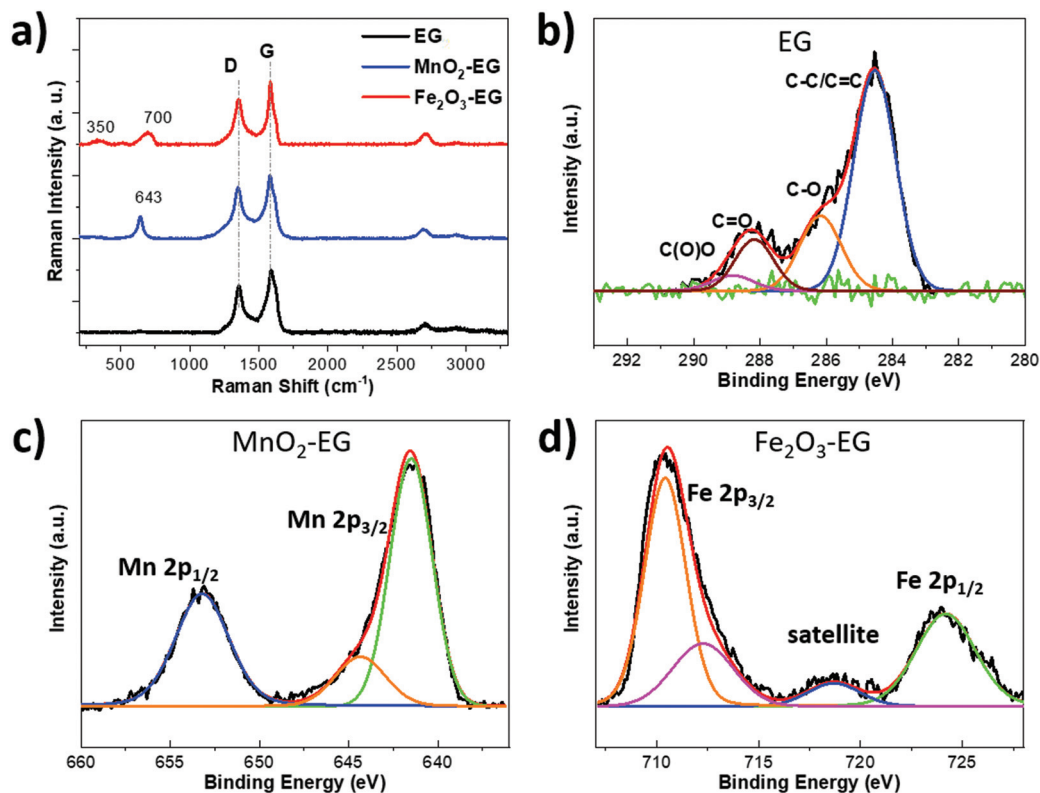 a)
EG
MnO₂-EG
Fe₂O₃-EG
D
G
350
700
643
Raman Intensity (a. u.)
500 1000 1500 2000 2500 3000
Raman Shift (cm⁻¹)
b)
EG
C-C/C=C
C-O
C=O
C(O)O
Intensity (a.u.)
292 290 288 286 284 282 280
Binding Energy (eV)
c)
MnO₂-EG
Mn 2p₃/₂
Mn 2p₁/₂
Intensity (a.u.)
660 655 650 645 640
Binding Energy (eV)
d)
Fe₂O₃-EG
Fe 2p₃/₂
Fe 2p₁/₂
satellite
Intensity (a.u.)
710 715 720 725
Binding Energy (eV)